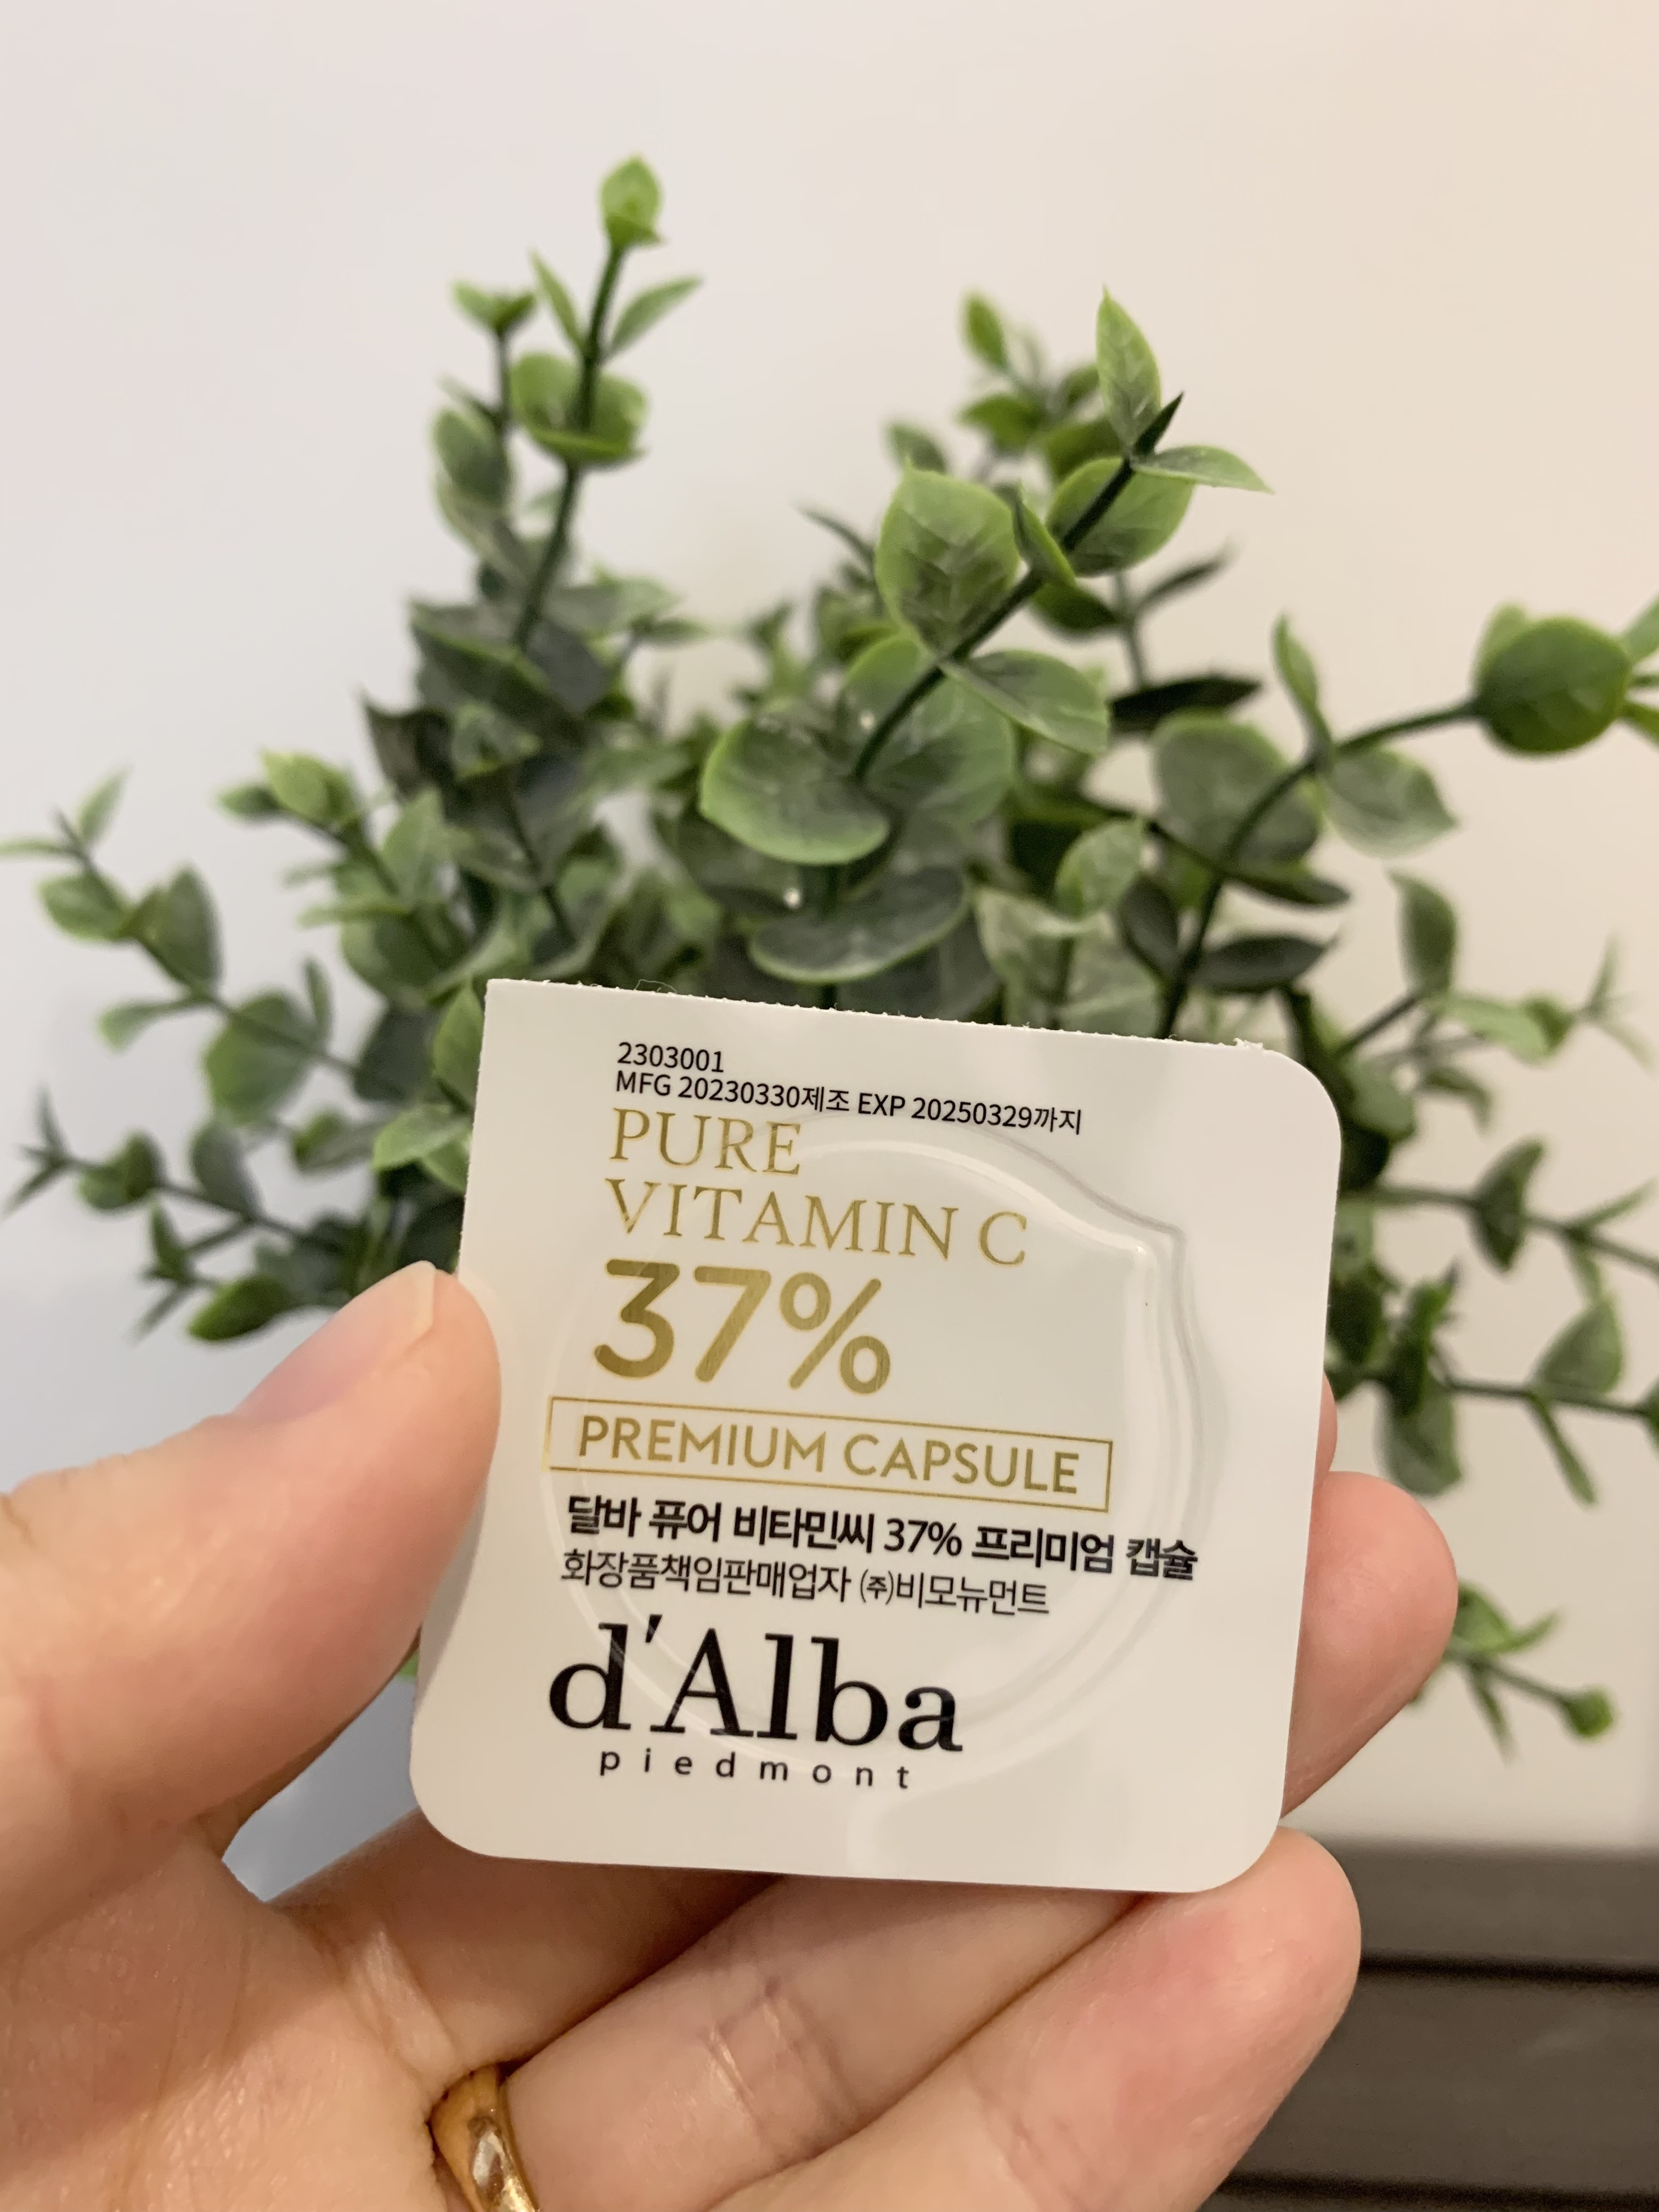 2303001
MFG 20230330제조 EXP 20250329까지
PURE
VITAMIN C
37%
PREMIUM CAPSULE
달바 퓨어 비타민씨 37% 프리미엄 캡슐
화장품책임판매업자 ㈜비모뉴먼트
d'Alba
piedmont